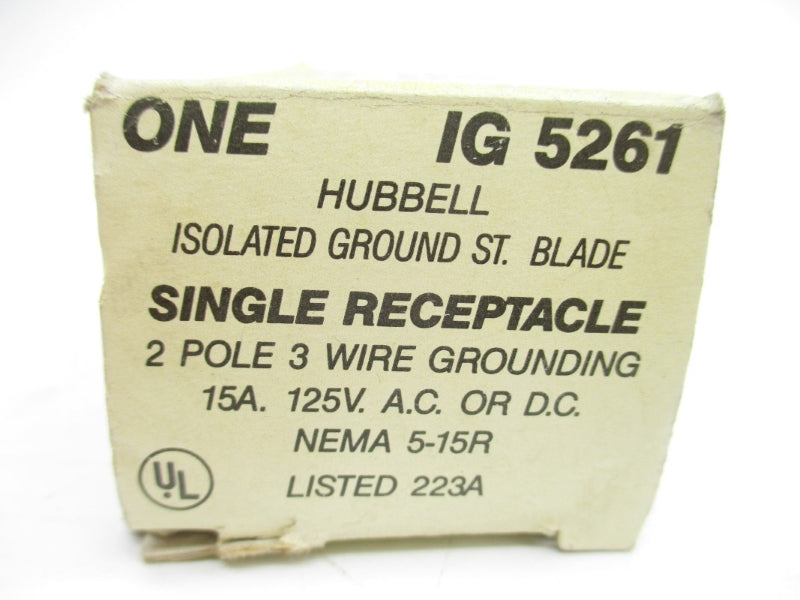 ONE IG 5261
HUBBELL
ISOLATED GROUND ST. BLADE
SINGLE RECEPTACLE
2 POLE 3 WIRE GROUNDING
15A. 125V. A.C. OR D.C.
NEMA 5-15R
UL LISTED 223A